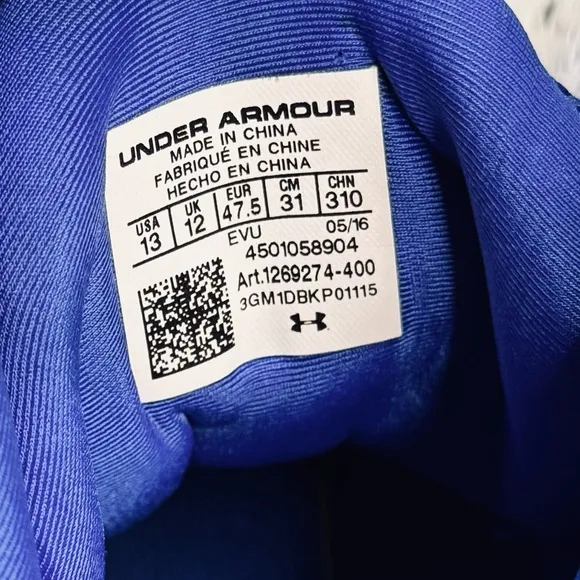 UNDER ARMOUR
MADE IN CHINA
FABRIQUÉ EN CHINE
HECHO EN CHINA
USA UK EUR CM CHN
13 12 47.5 31 310
EVU 05/16
4501058904
Art.1269274-400
3GM1DBKP01115